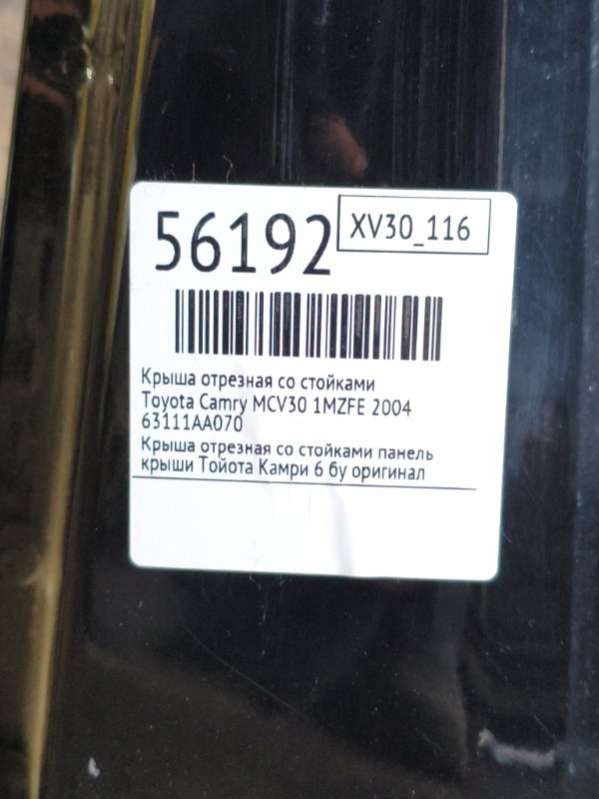 56192
XV30_116
Крыша отрезная со стойками
Toyota Camry MCV30 1MZFE 2004
63111AA070
Крыша отрезная со стойками панель
крыши Тойота Камри 6 бу оригинал